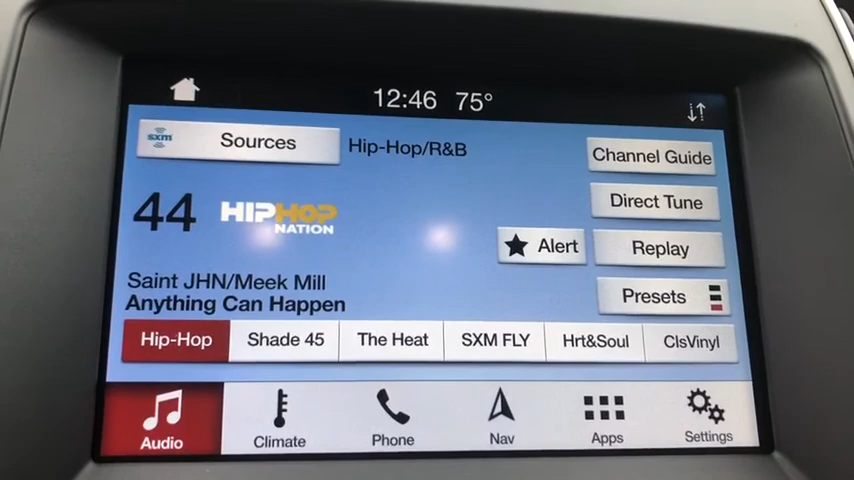 12:46 75°
sxm Sources Hip-Hop/R&B Channel Guide
44 HIPHOP NATION Direct Tune
Alert Replay
Saint JHN/Meek Mill
Anything Can Happen Presets
Hip-Hop Shade 45 The Heat SXM FLY Hrt&Soul ClsVinyl
Audio Climate Phone Nav Apps Settings